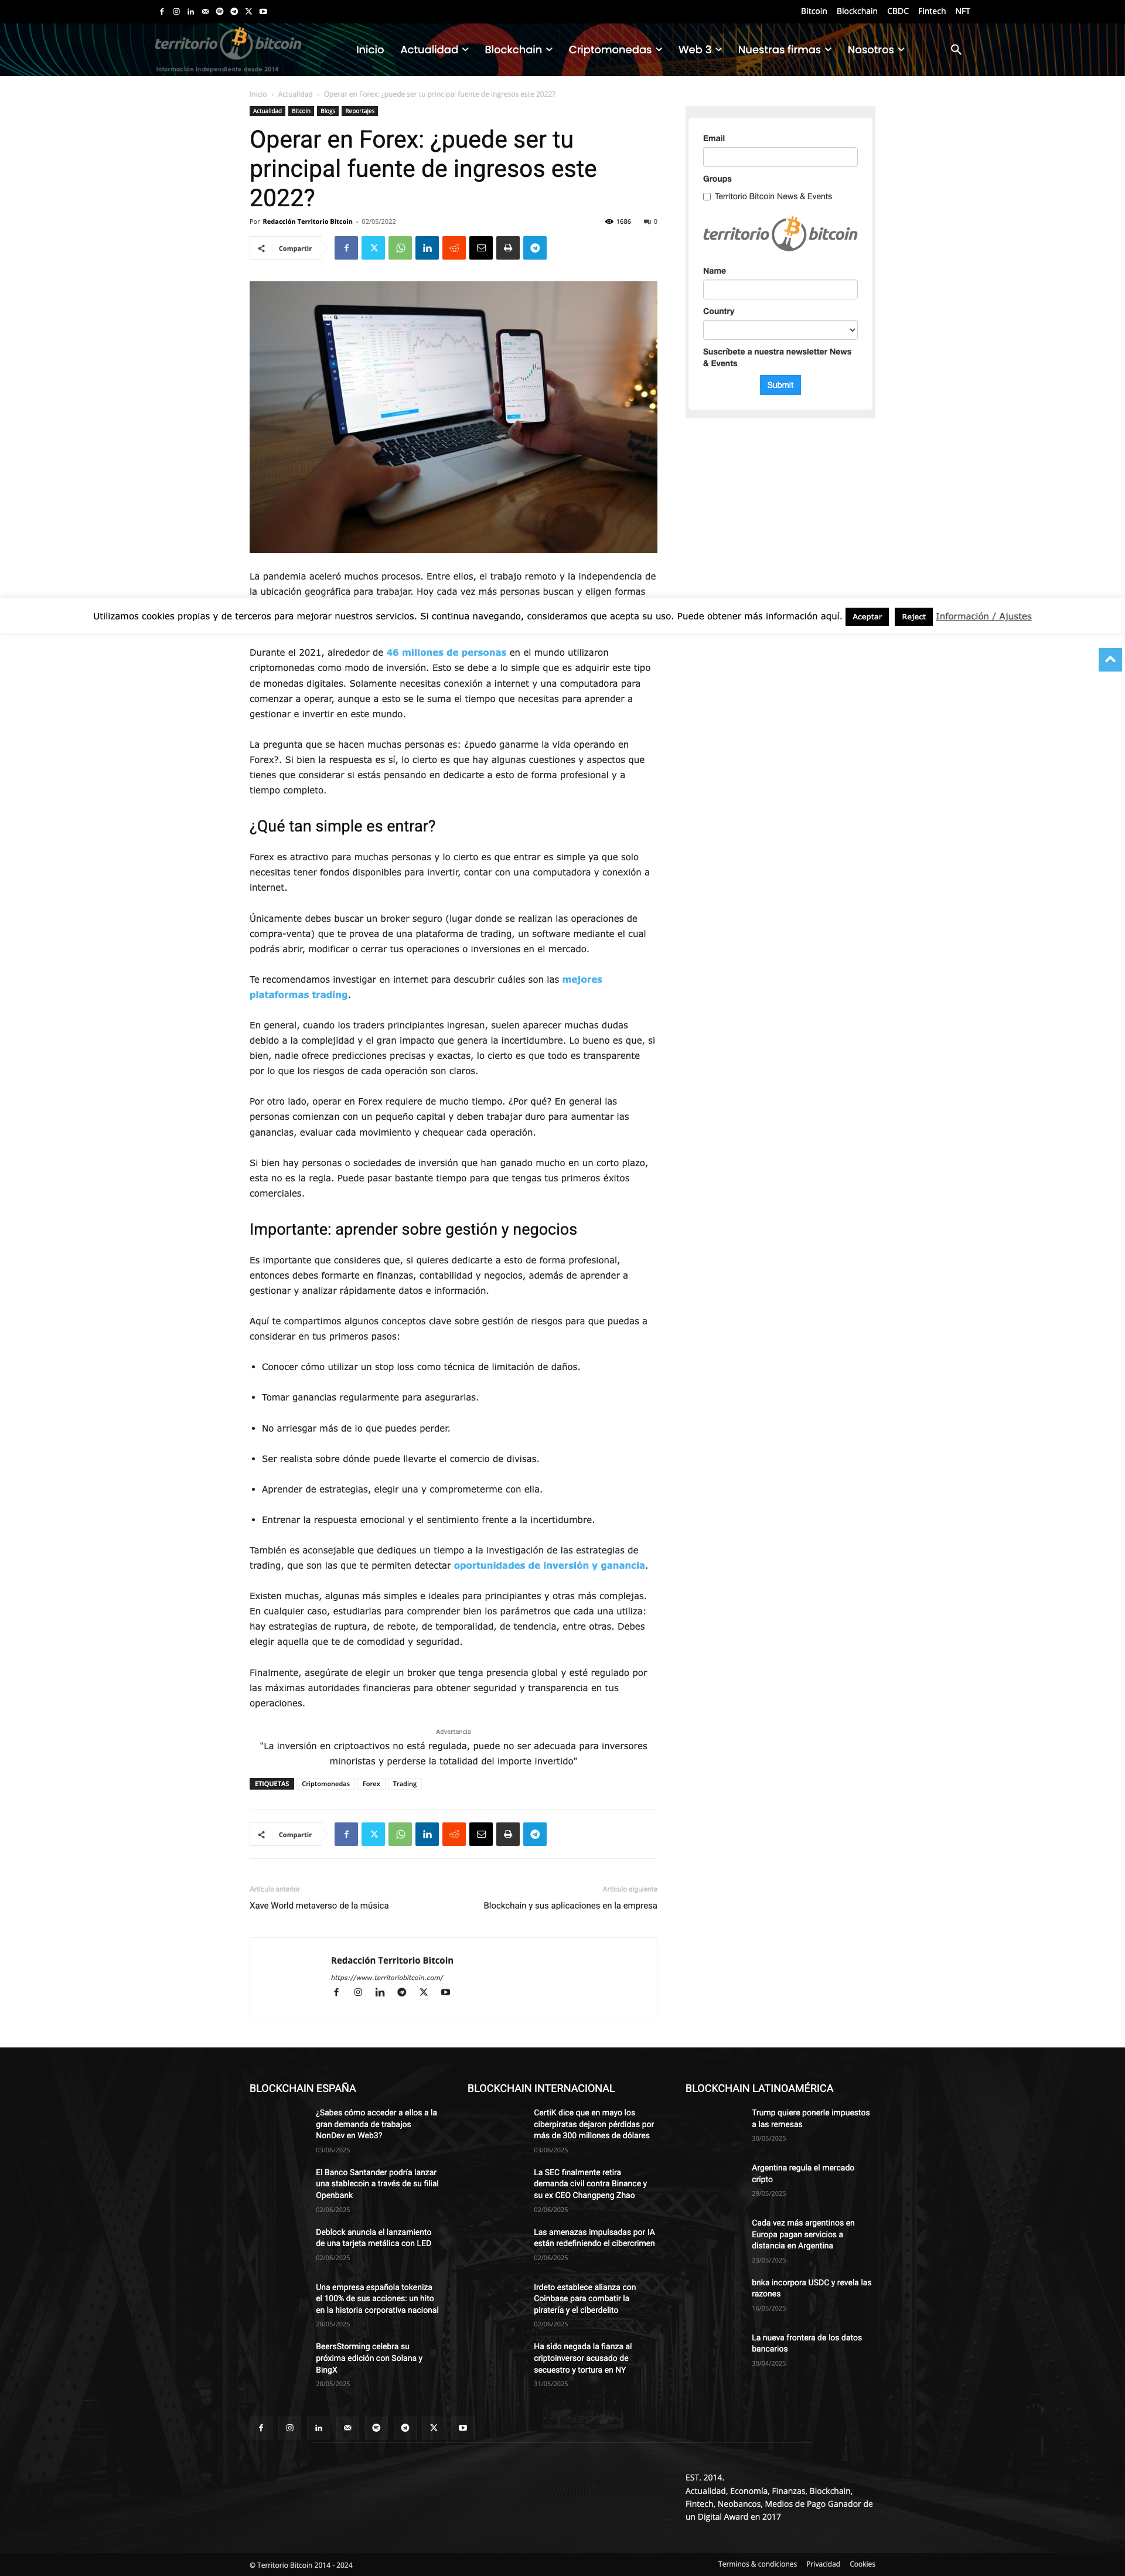 Bitcoin Blockchain CBDC Fintech NFT
territorio bitcoin
Información Independiente desde 2014
Inicio Actualidad Blockchain Criptomonedas Web 3 Nuestras firmas Nosotros
Inicio › Actualidad › Operar en Forex: ¿puede ser tu principal fuente de ingresos este 2022?
Actualidad Bitcoin Blogs Reportajes
Operar en Forex: ¿puede ser tu
principal fuente de ingresos este
2022?
Por Redacción Territorio Bitcoin - 02/05/2022 1686 0
Compartir
Email
Groups
Territorio Bitcoin News & Events
territorio bitcoin
Name
Country
Suscríbete a nuestra newsletter News
& Events
Submit
La pandemia aceleró muchos procesos. Entre ellos, el trabajo remoto y la independencia de
la ubicación geográfica para trabajar. Hoy cada vez más personas buscan y eligen formas
Utilizamos cookies propias y de terceros para mejorar nuestros servicios. Si continua navegando, consideramos que acepta su uso. Puede obtener más información aquí. Aceptar Reject Información / Ajustes
Durante el 2021, alrededor de 46 millones de personas en el mundo utilizaron
criptomonedas como modo de inversión. Esto se debe a lo simple que es adquirir este tipo
de monedas digitales. Solamente necesitas conexión a internet y una computadora para
comenzar a operar, aunque a esto se le suma el tiempo que necesitas para aprender a
gestionar e invertir en este mundo.
La pregunta que se hacen muchas personas es: ¿puedo ganarme la vida operando en
Forex?. Si bien la respuesta es sí, lo cierto es que hay algunas cuestiones y aspectos que
tienes que considerar si estás pensando en dedicarte a esto de forma profesional y a
tiempo completo.
¿Qué tan simple es entrar?
Forex es atractivo para muchas personas y lo cierto es que entrar es simple ya que solo
necesitas tener fondos disponibles para invertir, contar con una computadora y conexión a
internet.
Únicamente debes buscar un broker seguro (lugar donde se realizan las operaciones de
compra-venta) que te provea de una plataforma de trading, un software mediante el cual
podrás abrir, modificar o cerrar tus operaciones o inversiones en el mercado.
Te recomendamos investigar en internet para descubrir cuáles son las mejores
plataformas trading.
En general, cuando los traders principiantes ingresan, suelen aparecer muchas dudas
debido a la complejidad y el gran impacto que genera la incertidumbre. Lo bueno es que, si
bien, nadie ofrece predicciones precisas y exactas, lo cierto es que todo es transparente
por lo que los riesgos de cada operación son claros.
Por otro lado, operar en Forex requiere de mucho tiempo. ¿Por qué? En general las
personas comienzan con un pequeño capital y deben trabajar duro para aumentar las
ganancias, evaluar cada movimiento y chequear cada operación.
Si bien hay personas o sociedades de inversión que han ganado mucho en un corto plazo,
esta no es la regla. Puede pasar bastante tiempo para que tengas tus primeros éxitos
comerciales.
Importante: aprender sobre gestión y negocios
Es importante que consideres que, si quieres dedicarte a esto de forma profesional,
entonces debes formarte en finanzas, contabilidad y negocios, además de aprender a
gestionar y analizar rápidamente datos e información.
Aquí te compartimos algunos conceptos clave sobre gestión de riesgos para que puedas a
considerar en tus primeros pasos:
• Conocer cómo utilizar un stop loss como técnica de limitación de daños.
• Tomar ganancias regularmente para asegurarlas.
• No arriesgar más de lo que puedes perder.
• Ser realista sobre dónde puede llevarte el comercio de divisas.
• Aprender de estrategias, elegir una y comprometerme con ella.
• Entrenar la respuesta emocional y el sentimiento frente a la incertidumbre.
También es aconsejable que dediques un tiempo a la investigación de las estrategias de
trading, que son las que te permiten detectar oportunidades de inversión y ganancia.
Existen muchas, algunas más simples e ideales para principiantes y otras más complejas.
En cualquier caso, estudiarlas para comprender bien los parámetros que cada una utiliza:
hay estrategias de ruptura, de rebote, de temporalidad, de tendencia, entre otras. Debes
elegir aquella que te de comodidad y seguridad.
Finalmente, asegúrate de elegir un broker que tenga presencia global y esté regulado por
las máximas autoridades financieras para obtener seguridad y transparencia en tus
operaciones.
Advertencia
"La inversión en criptoactivos no está regulada, puede no ser adecuada para inversores
minoristas y perderse la totalidad del importe invertido"
ETIQUETAS Criptomonedas Forex Trading
Compartir
Artículo anterior Artículo siguiente
Xave World metaverso de la música Blockchain y sus aplicaciones en la empresa
Redacción Territorio Bitcoin
https://www.territoriobitcoin.com/
BLOCKCHAIN ESPAÑA
¿Sabes cómo acceder a ellos a la
gran demanda de trabajos
NonDev en Web3?
03/06/2025
El Banco Santander podría lanzar
una stablecoin a través de su filial
Openbank
02/06/2025
Deblock anuncia el lanzamiento
de una tarjeta metálica con LED
02/06/2025
Una empresa española tokeniza
el 100% de sus acciones: un hito
en la historia corporativa nacional
28/05/2025
BeersStorming celebra su
próxima edición con Solana y
BingX
28/05/2025
BLOCKCHAIN INTERNACIONAL
CertiK dice que en mayo los
ciberpiratas dejaron pérdidas por
más de 300 millones de dólares
03/06/2025
La SEC finalmente retira
demanda civil contra Binance y
su ex CEO Changpeng Zhao
02/06/2025
Las amenazas impulsadas por IA
están redefiniendo el cibercrimen
02/06/2025
Irdeto establece alianza con
Coinbase para combatir la
piratería y el ciberdelito
02/06/2025
Ha sido negada la fianza al
criptoinversor acusado de
secuestro y tortura en NY
31/05/2025
BLOCKCHAIN LATINOAMÉRICA
Trump quiere ponerle impuestos
a las remesas
30/05/2025
Argentina regula el mercado
cripto
29/05/2025
Cada vez más argentinos en
Europa pagan servicios a
distancia en Argentina
23/05/2025
bnka incorpora USDC y revela las
razones
16/05/2025
La nueva frontera de los datos
bancarios
30/04/2025
EST. 2014.
Actualidad, Economía, Finanzas, Blockchain,
Fintech, Neobancos, Medios de Pago Ganador de
un Digital Award en 2017
© Territorio Bitcoin 2014 - 2024 Terminos & condiciones Privacidad Cookies